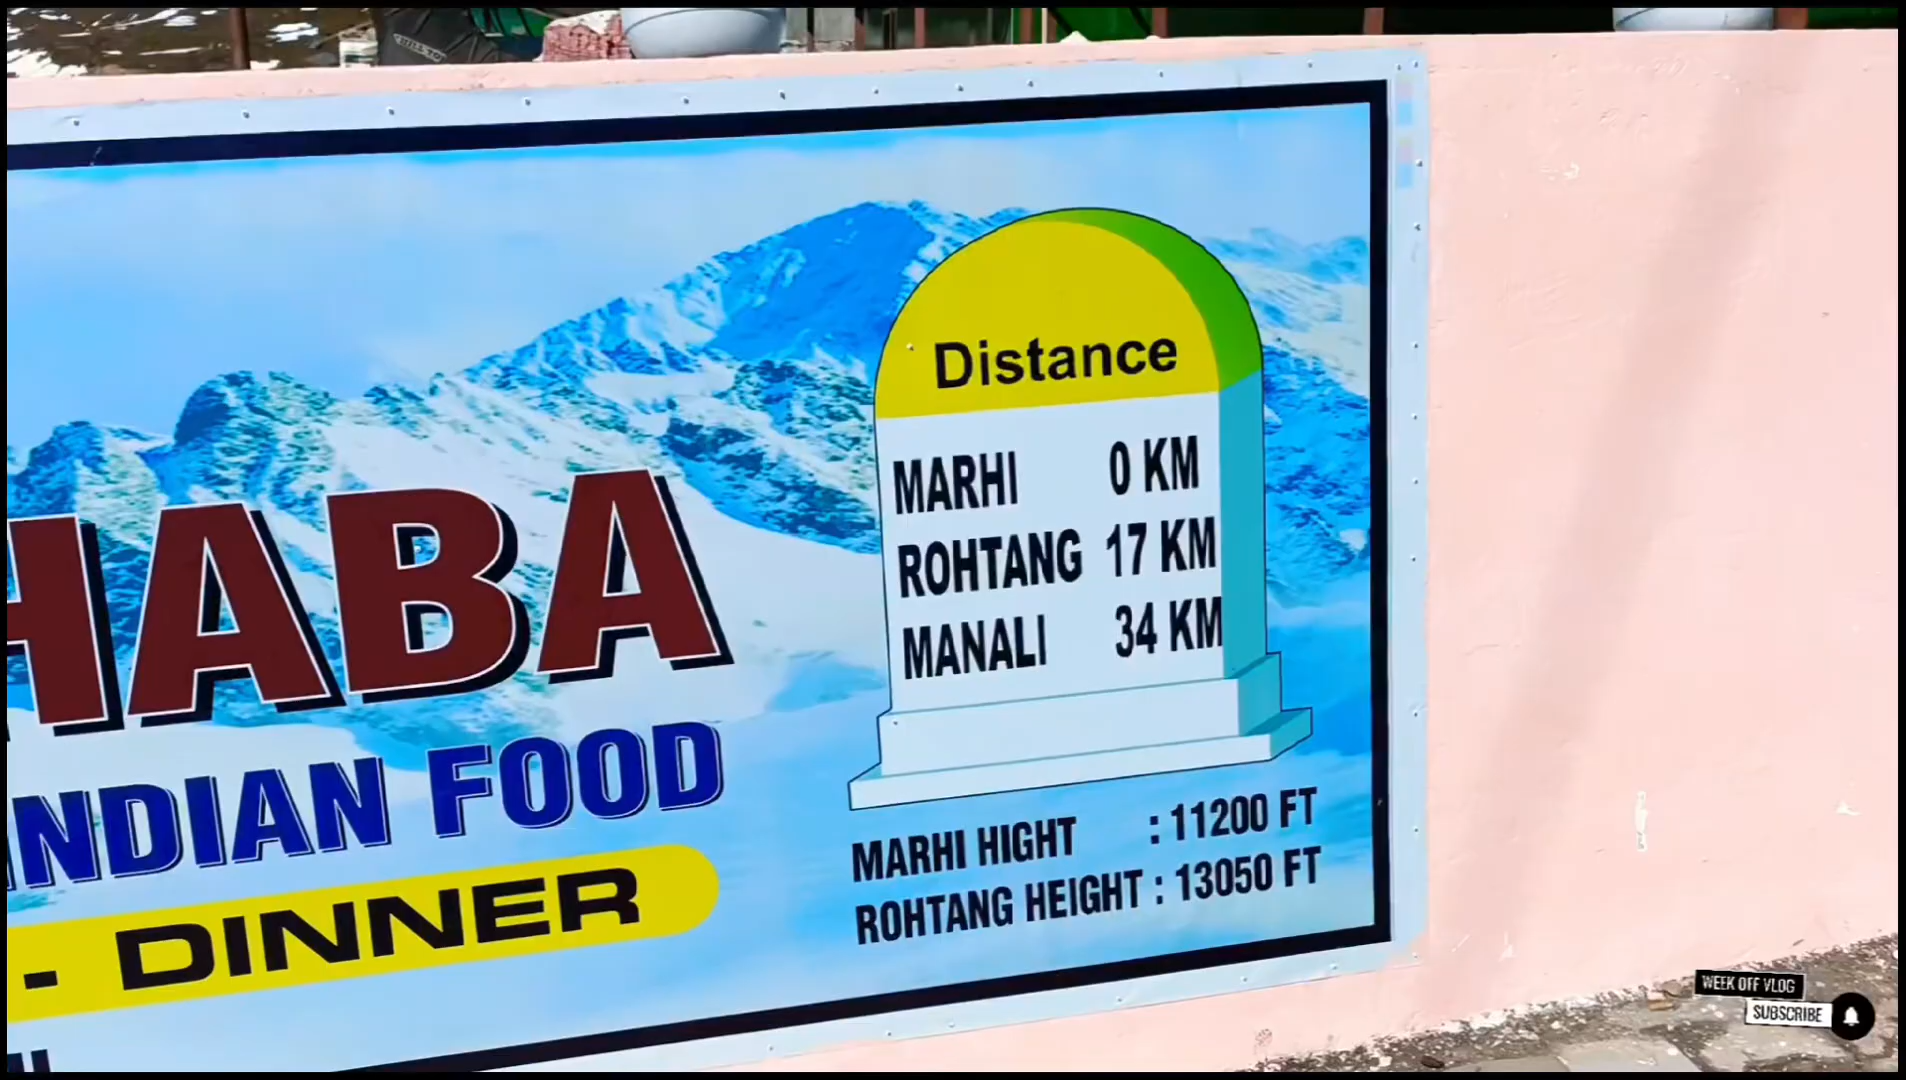 HABA
INDIAN FOOD
- DINNER
Distance
MARHI 0 KM
ROHTANG 17 KM
MANALI 34 KM
MARHI HIGHT : 11200 FT
ROHTANG HEIGHT : 13050 FT
WEEK OFF VLOG
SUBSCRIBE